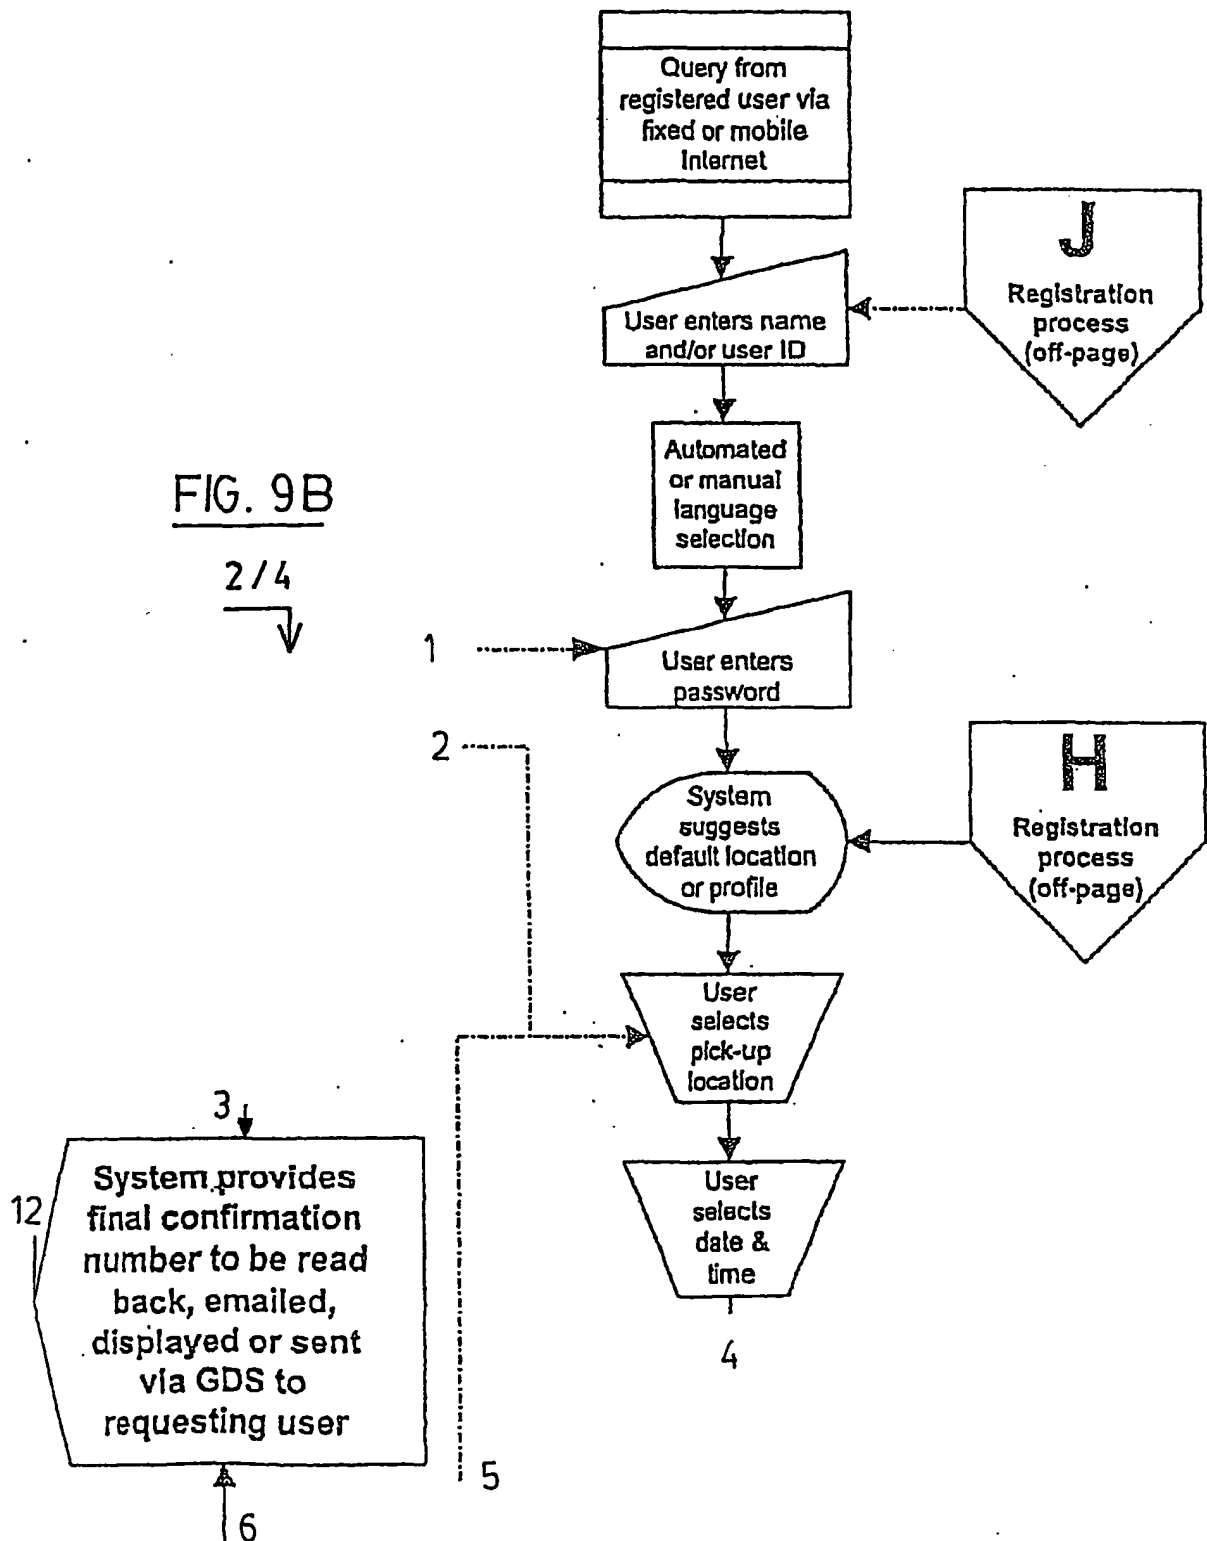 Query from
registered user via
fixed or mobile
Internet
J
Registration
process
(off-page)
User enters name
and/or user ID
Automated
or manual
language
selection
FIG. 9B
2/4
1
User enters
password
2
H
Registration
process
(off-page)
System
suggests
default location
or profile
User
selects
pick-up
location
3
System provides
final confirmation
number to be read
back, emailed,
displayed or sent
via GDS to
requesting user
12
User
selects
date &
time
4
5
6